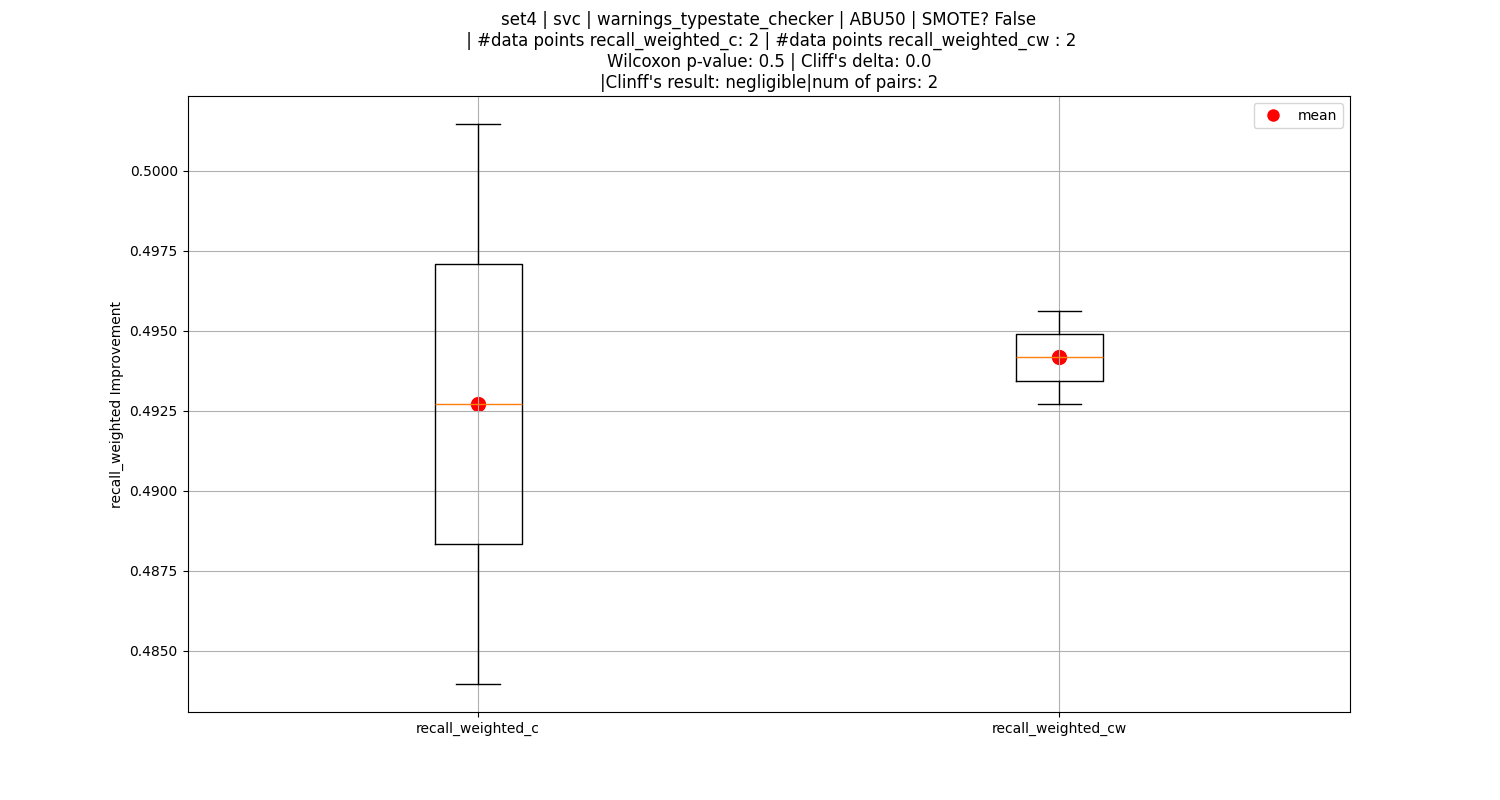 set4 | svc | warnings_typestate_checker | ABU50 | SMOTE? False
| #data points recall_weighted_c: 2 | #data points recall_weighted_cw : 2
Wilcoxon p-value: 0.5 | Cliff's delta: 0.0
|Clinff's result: negligible|num of pairs: 2
mean
0.5000
0.4975
0.4950
0.4925
0.4900
0.4875
0.4850
recall_weighted Improvement
recall_weighted_c
recall_weighted_cw